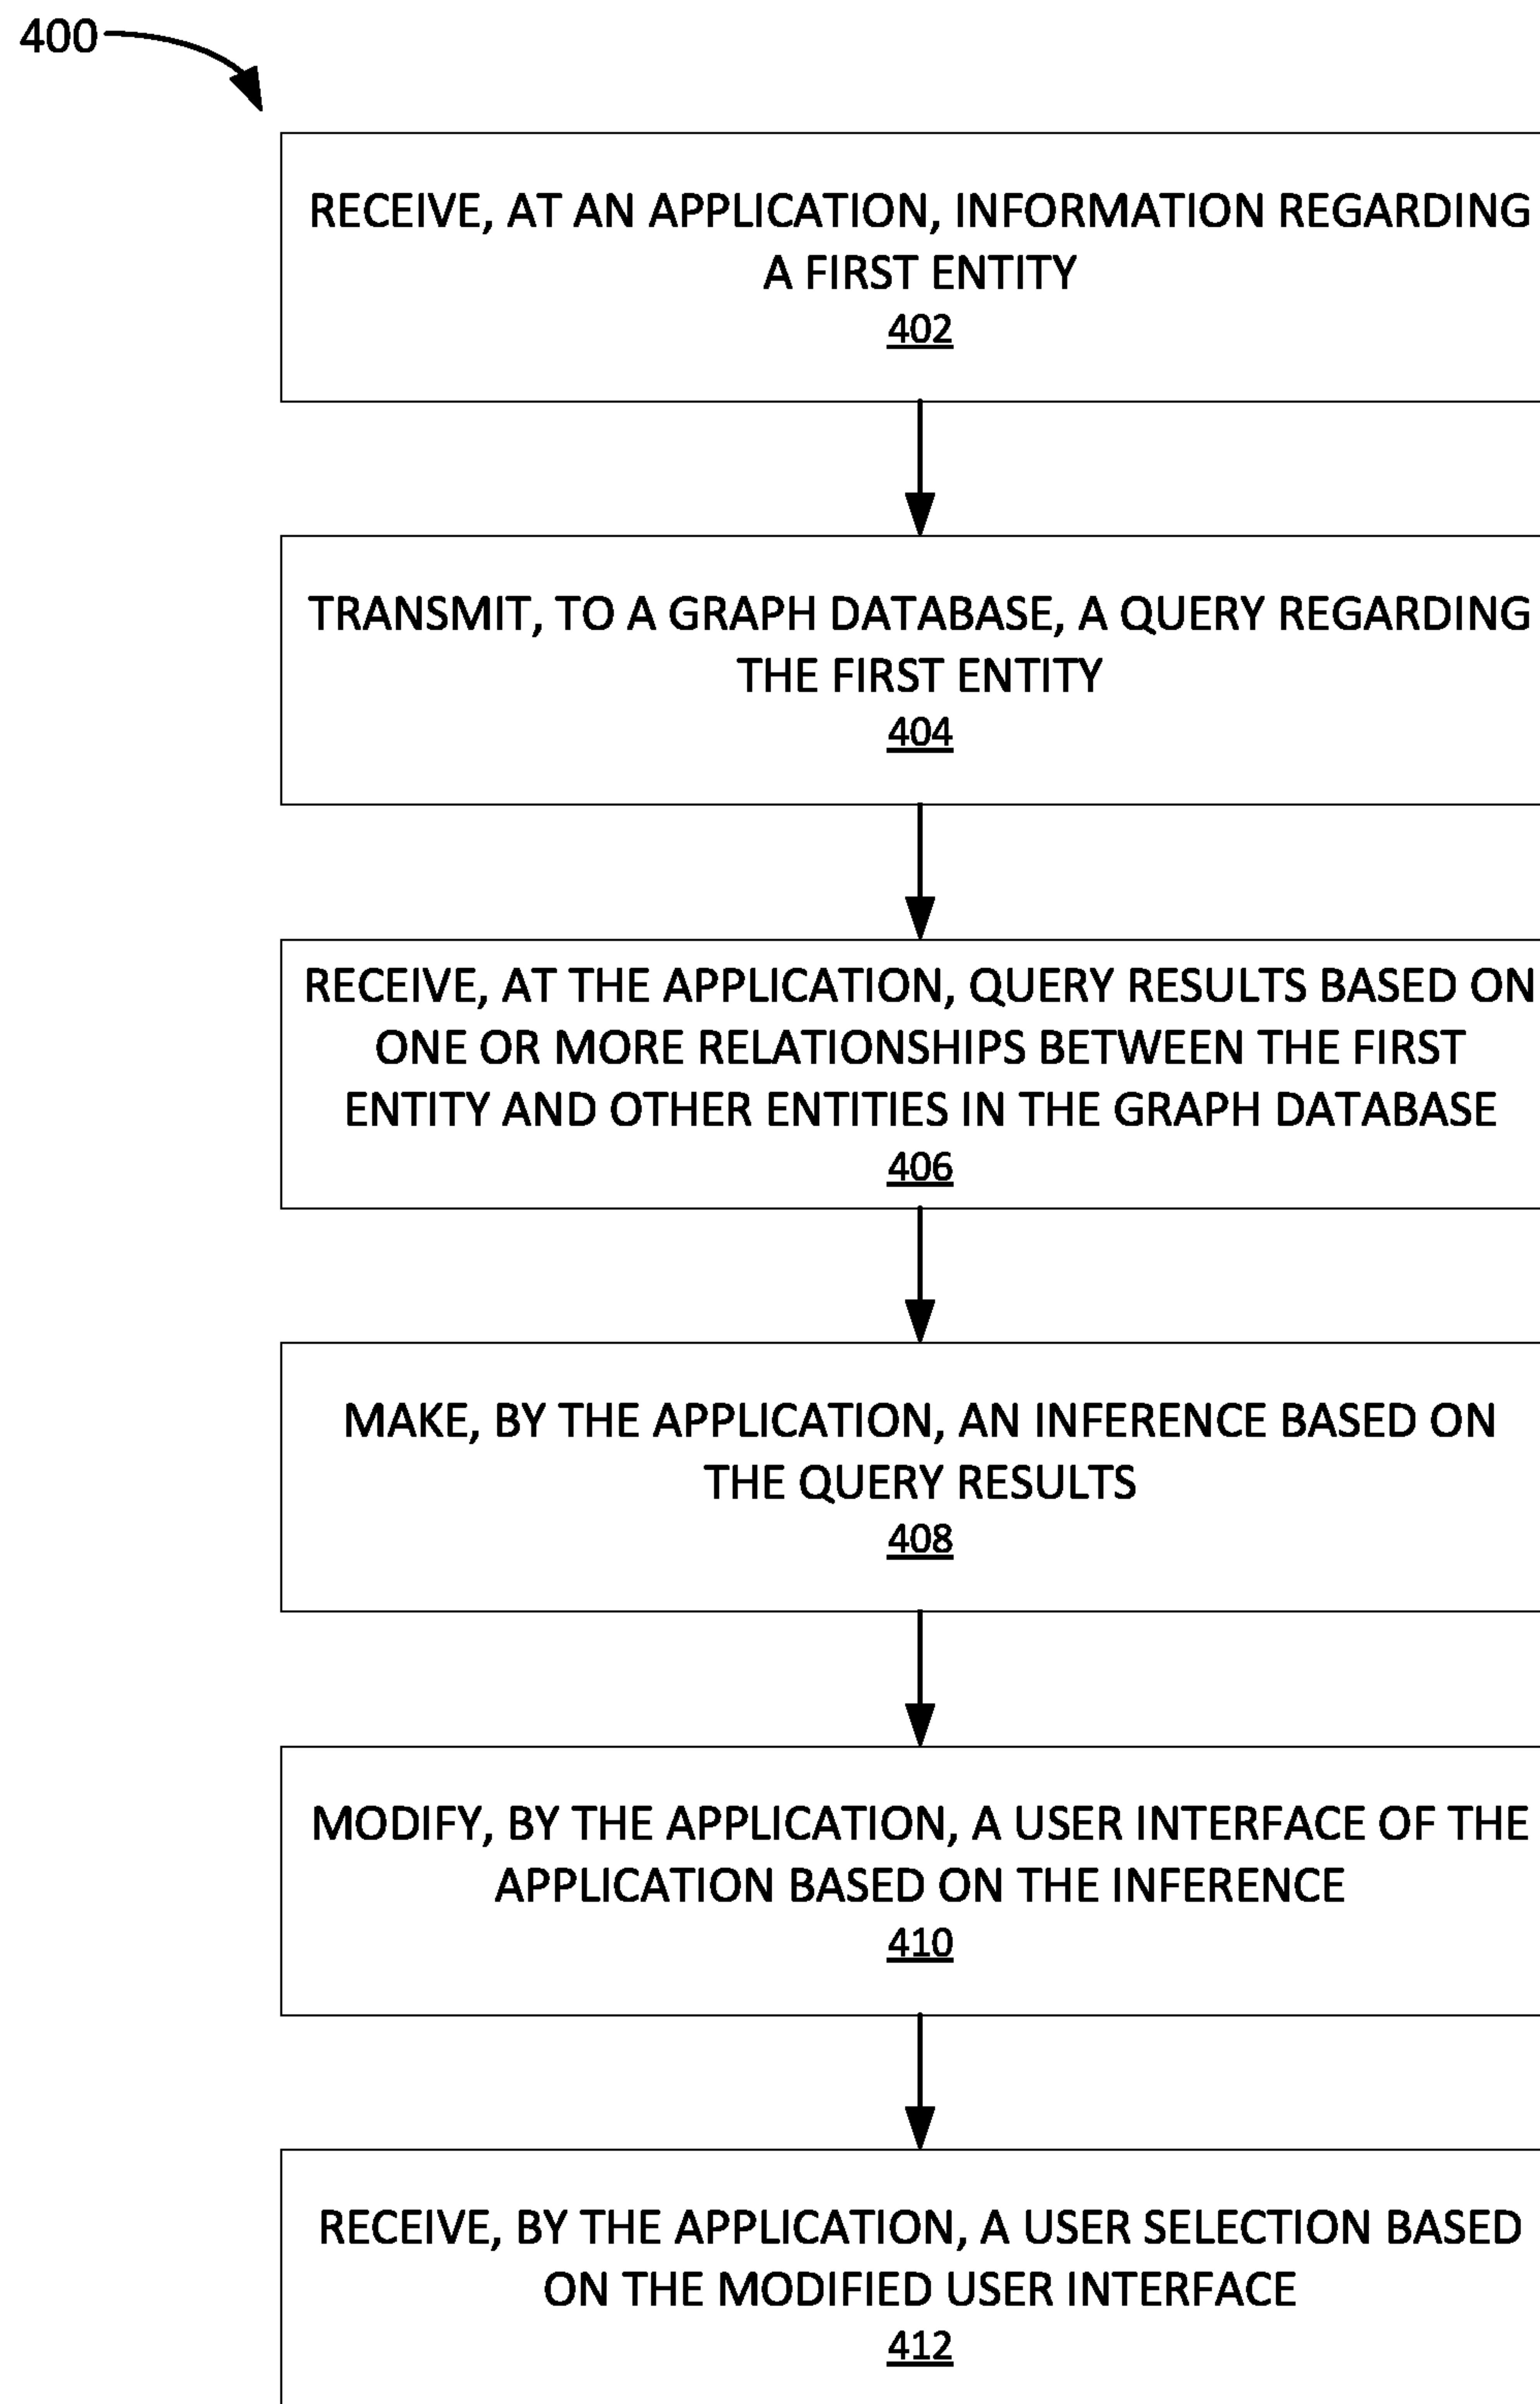 400
RECEIVE, AT AN APPLICATION, INFORMATION REGARDING
A FIRST ENTITY
402
TRANSMIT, TO A GRAPH DATABASE, A QUERY REGARDING
THE FIRST ENTITY
404
RECEIVE, AT THE APPLICATION, QUERY RESULTS BASED ON
ONE OR MORE RELATIONSHIPS BETWEEN THE FIRST
ENTITY AND OTHER ENTITIES IN THE GRAPH DATABASE
406
MAKE, BY THE APPLICATION, AN INFERENCE BASED ON
THE QUERY RESULTS
408
MODIFY, BY THE APPLICATION, A USER INTERFACE OF THE
APPLICATION BASED ON THE INFERENCE
410
RECEIVE, BY THE APPLICATION, A USER SELECTION BASED
ON THE MODIFIED USER INTERFACE
412